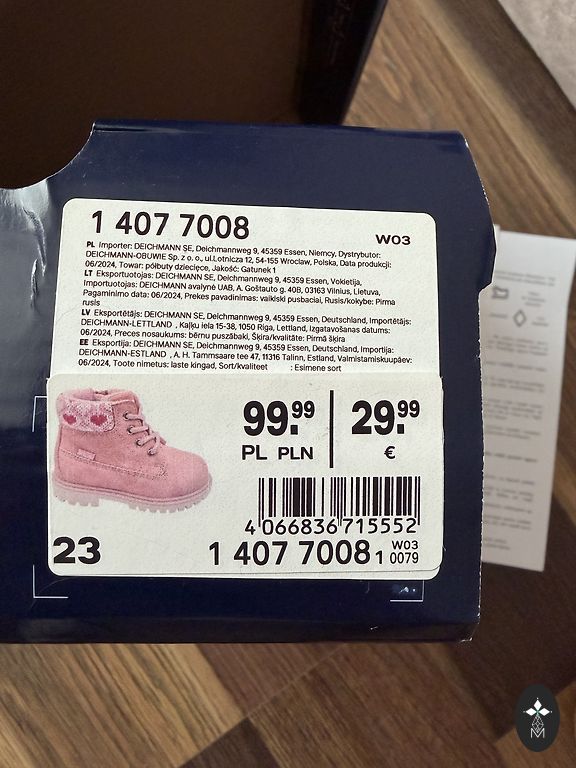 1 407 7008
W03
PL Importer: DEICHMANN SE, Deichmannweg 9, 45359 Essen, Niemcy, Dystrybutor:
DEICHMANN-OBUWIE Sp. z o. o., ul.Lotnicza 12, 54-155 Wrocław, Polska, Data produkcji:
06/2024, Towar: półbuty dziecięce, Jakość: Gatunek 1
LT Eksportuotojas: DEICHMANN SE, Deichmannweg 9, 45359 Essen, Vokietija,
Importuotojas: DEICHMANN avalynė UAB, A. Goštauto g. 40B, 03163 Vilnius, Lietuva,
Pagaminimo data: 06/2024, Prekes pavadinimas: vaikiski pusbaciai, Rusis/kokybe: Pirma
rusis
LV Eksportētājs: DEICHMANN SE, Deichmannweg 9, 45359 Essen, Deutschland, Importētājs:
DEICHMANN-LETTLAND , Kaļķu iela 15-38, 1050 Riga, Lettland, Izgatavošanas datums:
06/2024, Preces nosaukums: bērnu puszābaki, Šķira/kvalitāte: Pirmā šķira
EE Eksportija: DEICHMANN SE, Deichmannweg 9, 45359 Essen, Deutschland, Importija:
DEICHMANN-ESTLAND , A. H. Tammsaare tee 47, 11316 Talinn, Estland, Valmistamiskuupäev:
06/2024, Toote nimetus: laste kingad, Sort/kvaliteet : Esimene sort
99.99 29.99
PL PLN €
4 066836 715552
23 1 407 7008 1 W03
0079